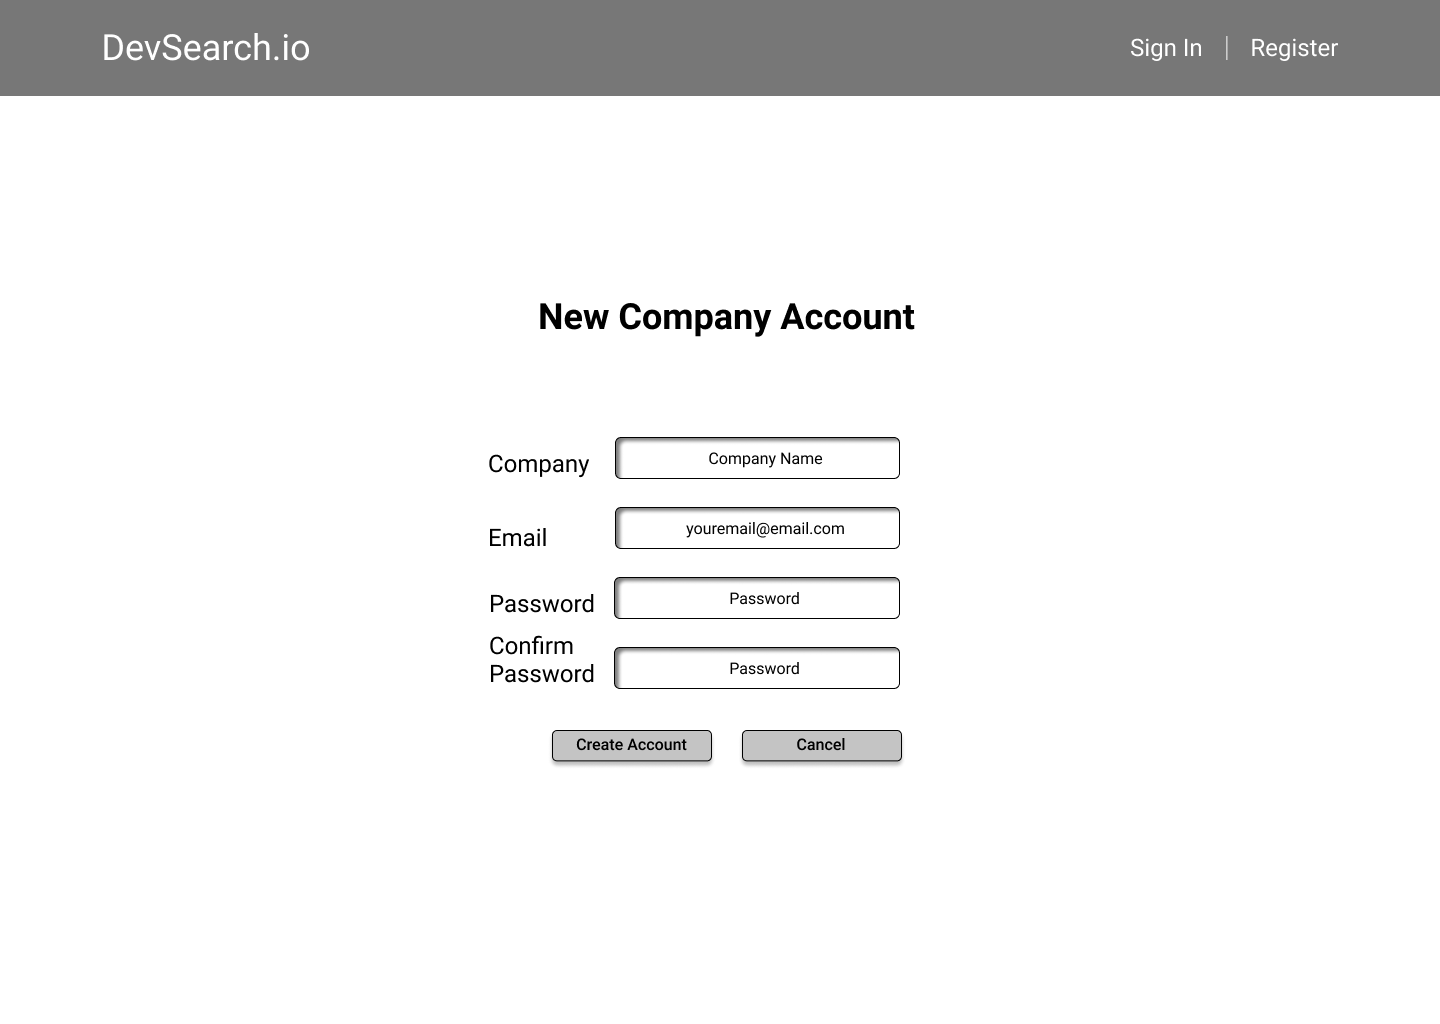 DevSearch.io
Sign In | Register
New Company Account
Company
Company Name
Email
youremail@email.com
Password
Password
Confirm
Password
Password
Create Account
Cancel